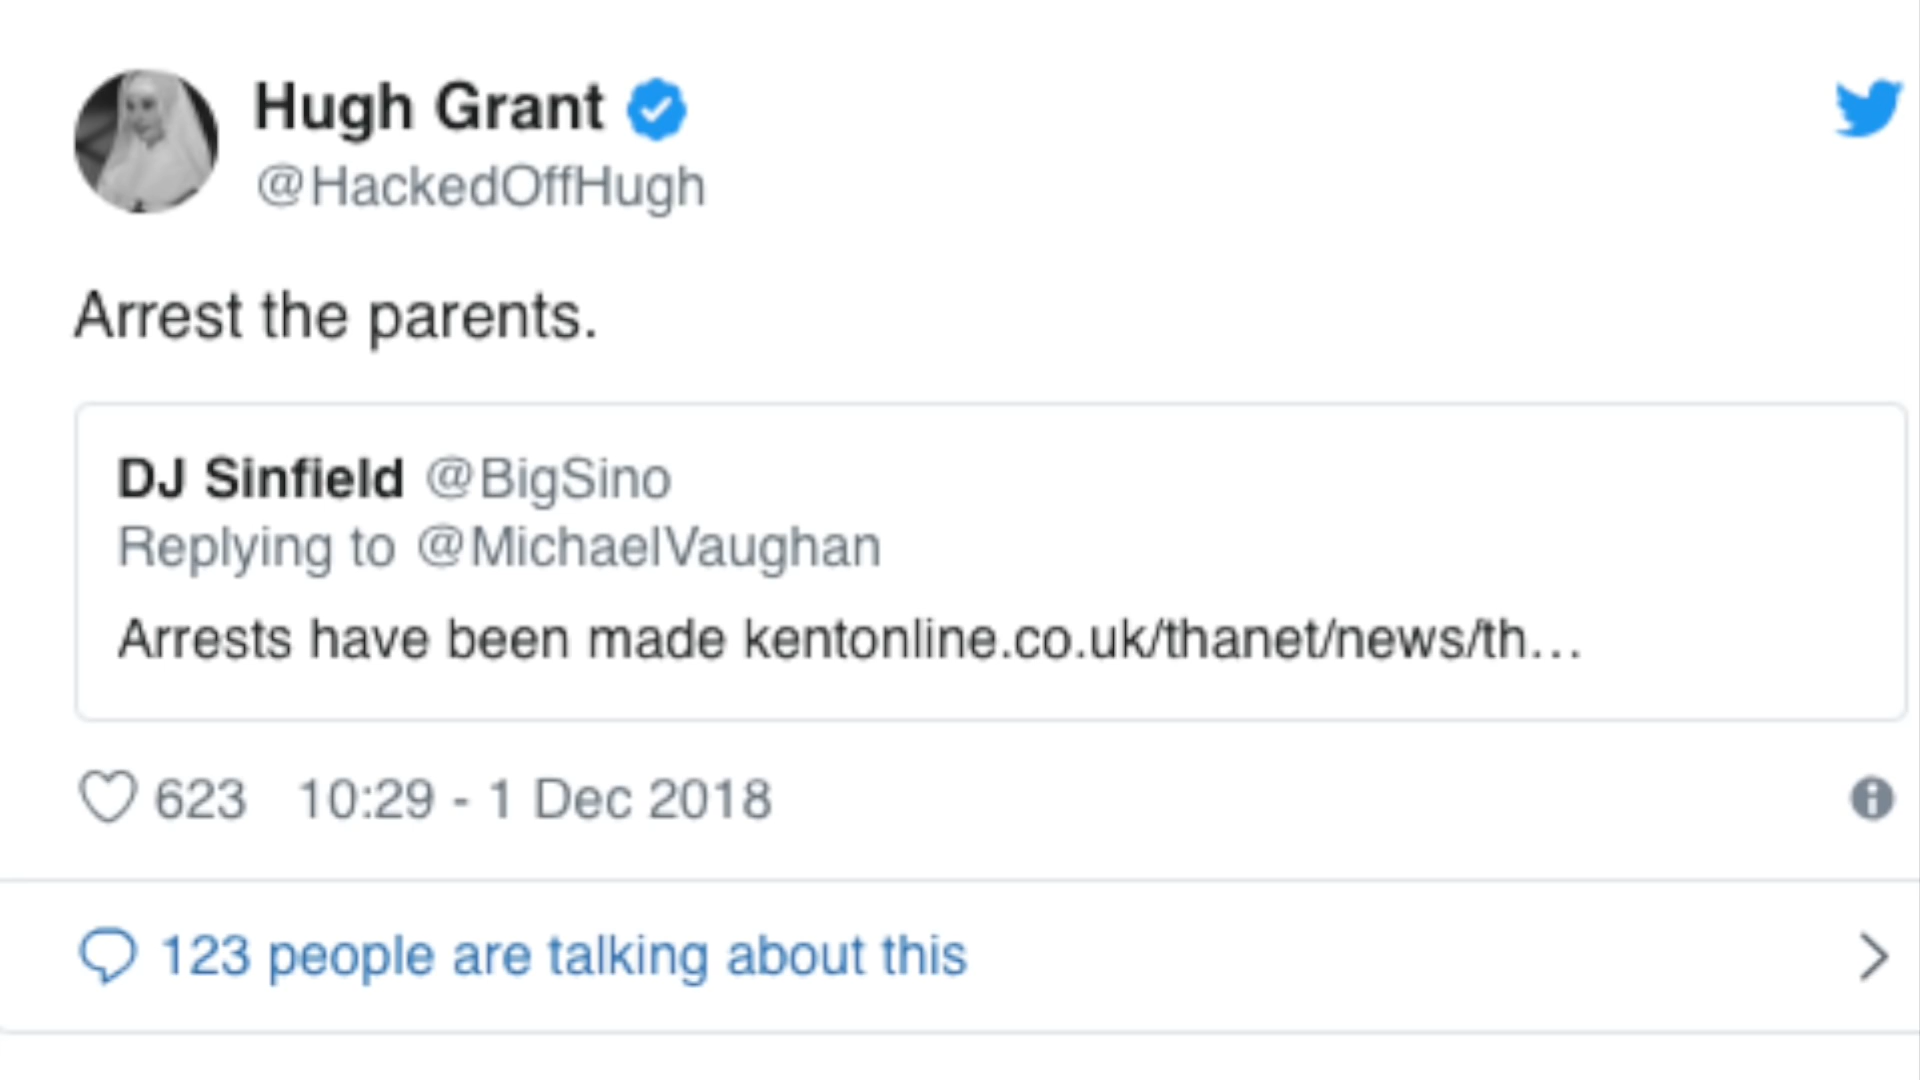 Hugh Grant
@HackedOffHugh
Arrest the parents.
DJ Sinfield @BigSino
Replying to @MichaelVaughan
Arrests have been made kentonline.co.uk/thanet/news/th…
623 10:29 - 1 Dec 2018
123 people are talking about this